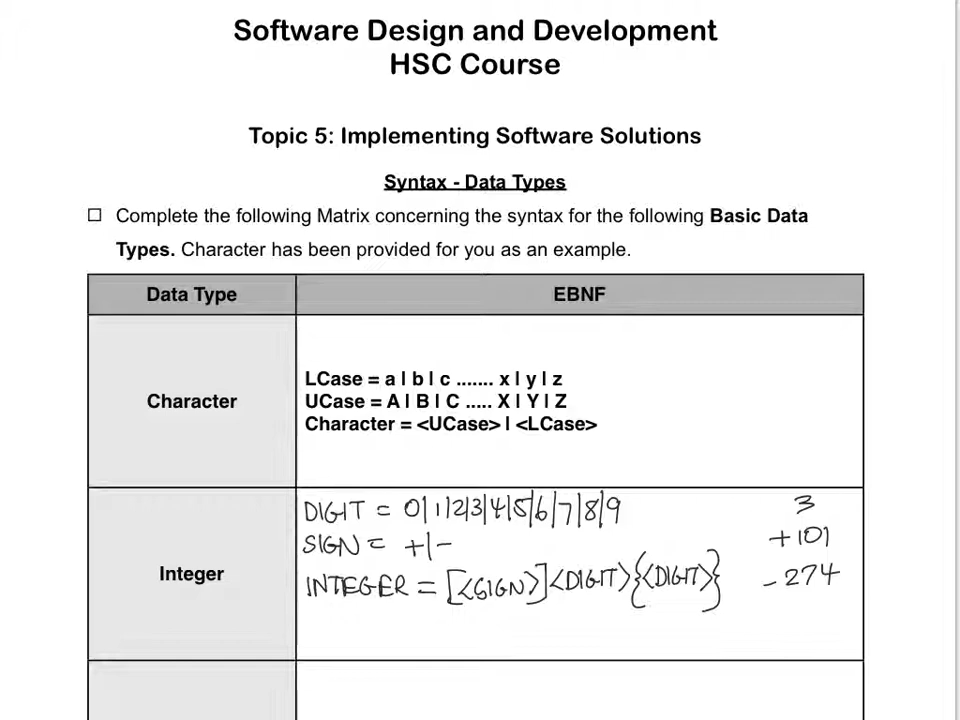 Software Design and Development
HSC Course
Topic 5: Implementing Software Solutions
Syntax - Data Types
Complete the following Matrix concerning the syntax for the following Basic Data
Types. Character has been provided for you as an example.
Data Type EBNF
Character
LCase = a | b | c ....... x | y | z
UCase = A | B | C ..... X | Y | Z
Character = <UCase> | <LCase>
Integer
DIGIT = 0|1|2|3|4|5|6|7|8|9
SIGN = +|-
INTEGER = [<SIGN>]<DIGIT>{<DIGIT>}
3
+101
-274